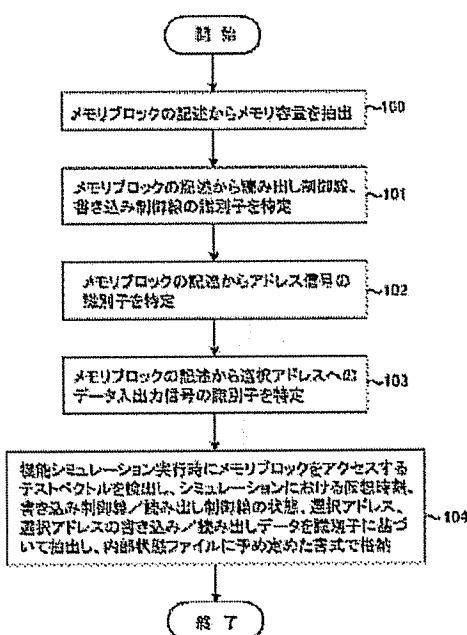 開 始
メモリブロックの記述からメモリ容量を抽出
100
メモリブロックの記述から読み出し制御線、
書き込み制御線の識別子を特定
101
メモリブロックの記述からアドレス信号の
識別子を特定
102
メモリブロックの記述から選択アドレスへの
データ入出力信号の識別子を特定
103
機能シミュレーション実行時にメモリブロックをアクセスする
テストベクトルを検出し、シミュレーションにおける仮想時刻、
書き込み制御線／読み出し制御線の状態、選択アドレス、
選択アドレスの書き込み／読み出しデータを識別子に基づ
いて抽出し、内部状態ファイルに予め定めた書式で格納
104
終 了